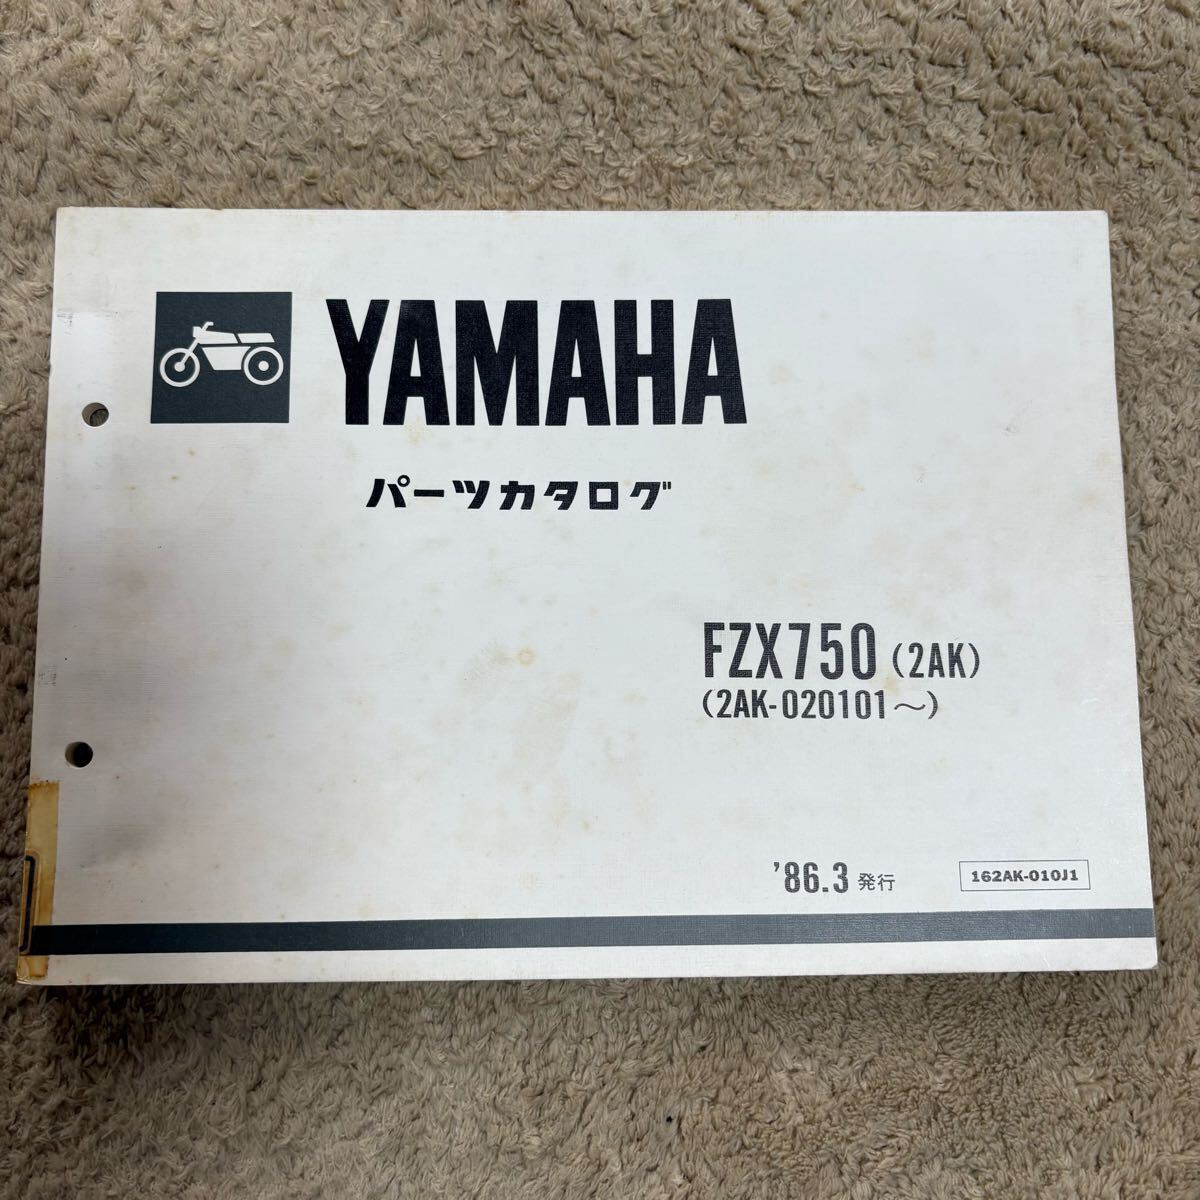 YAMAHA
パーツカタログ
FZX750 (2AK)
(2AK-020101～)
'86.3 発行
162AK-010J1